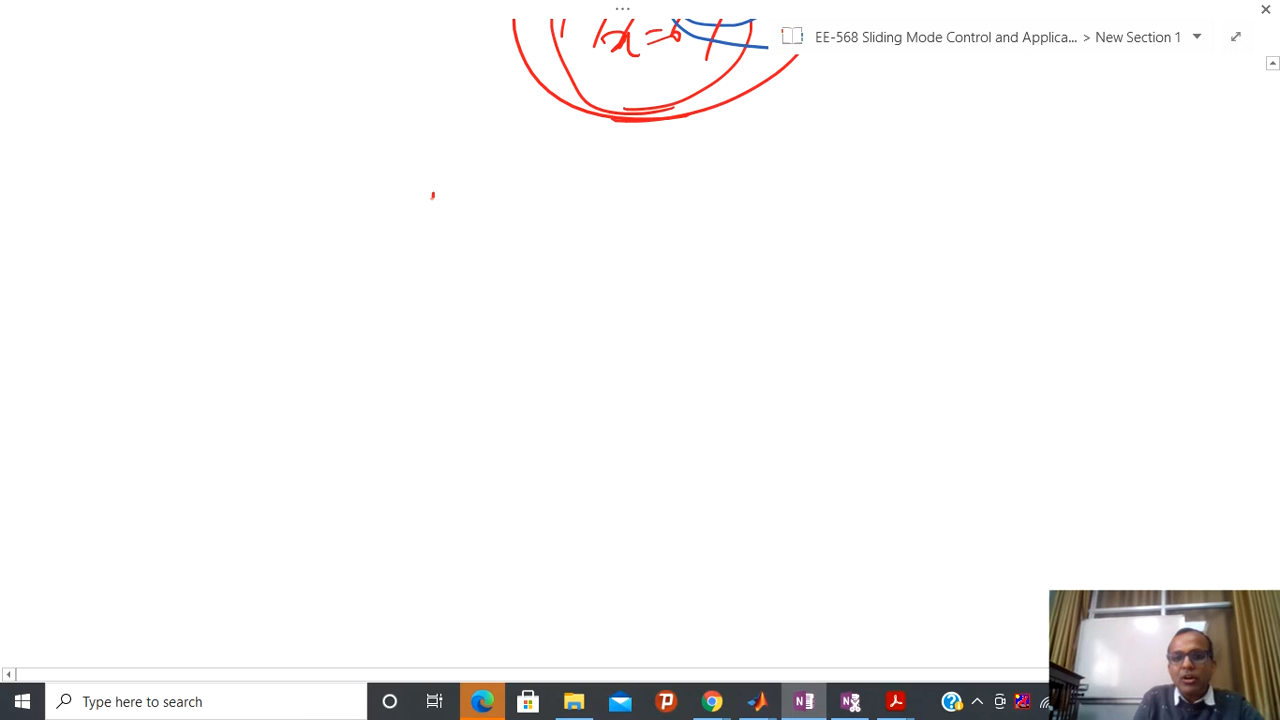 EE-568 Sliding Mode Control and Applica... > New Section 1
Type here to search